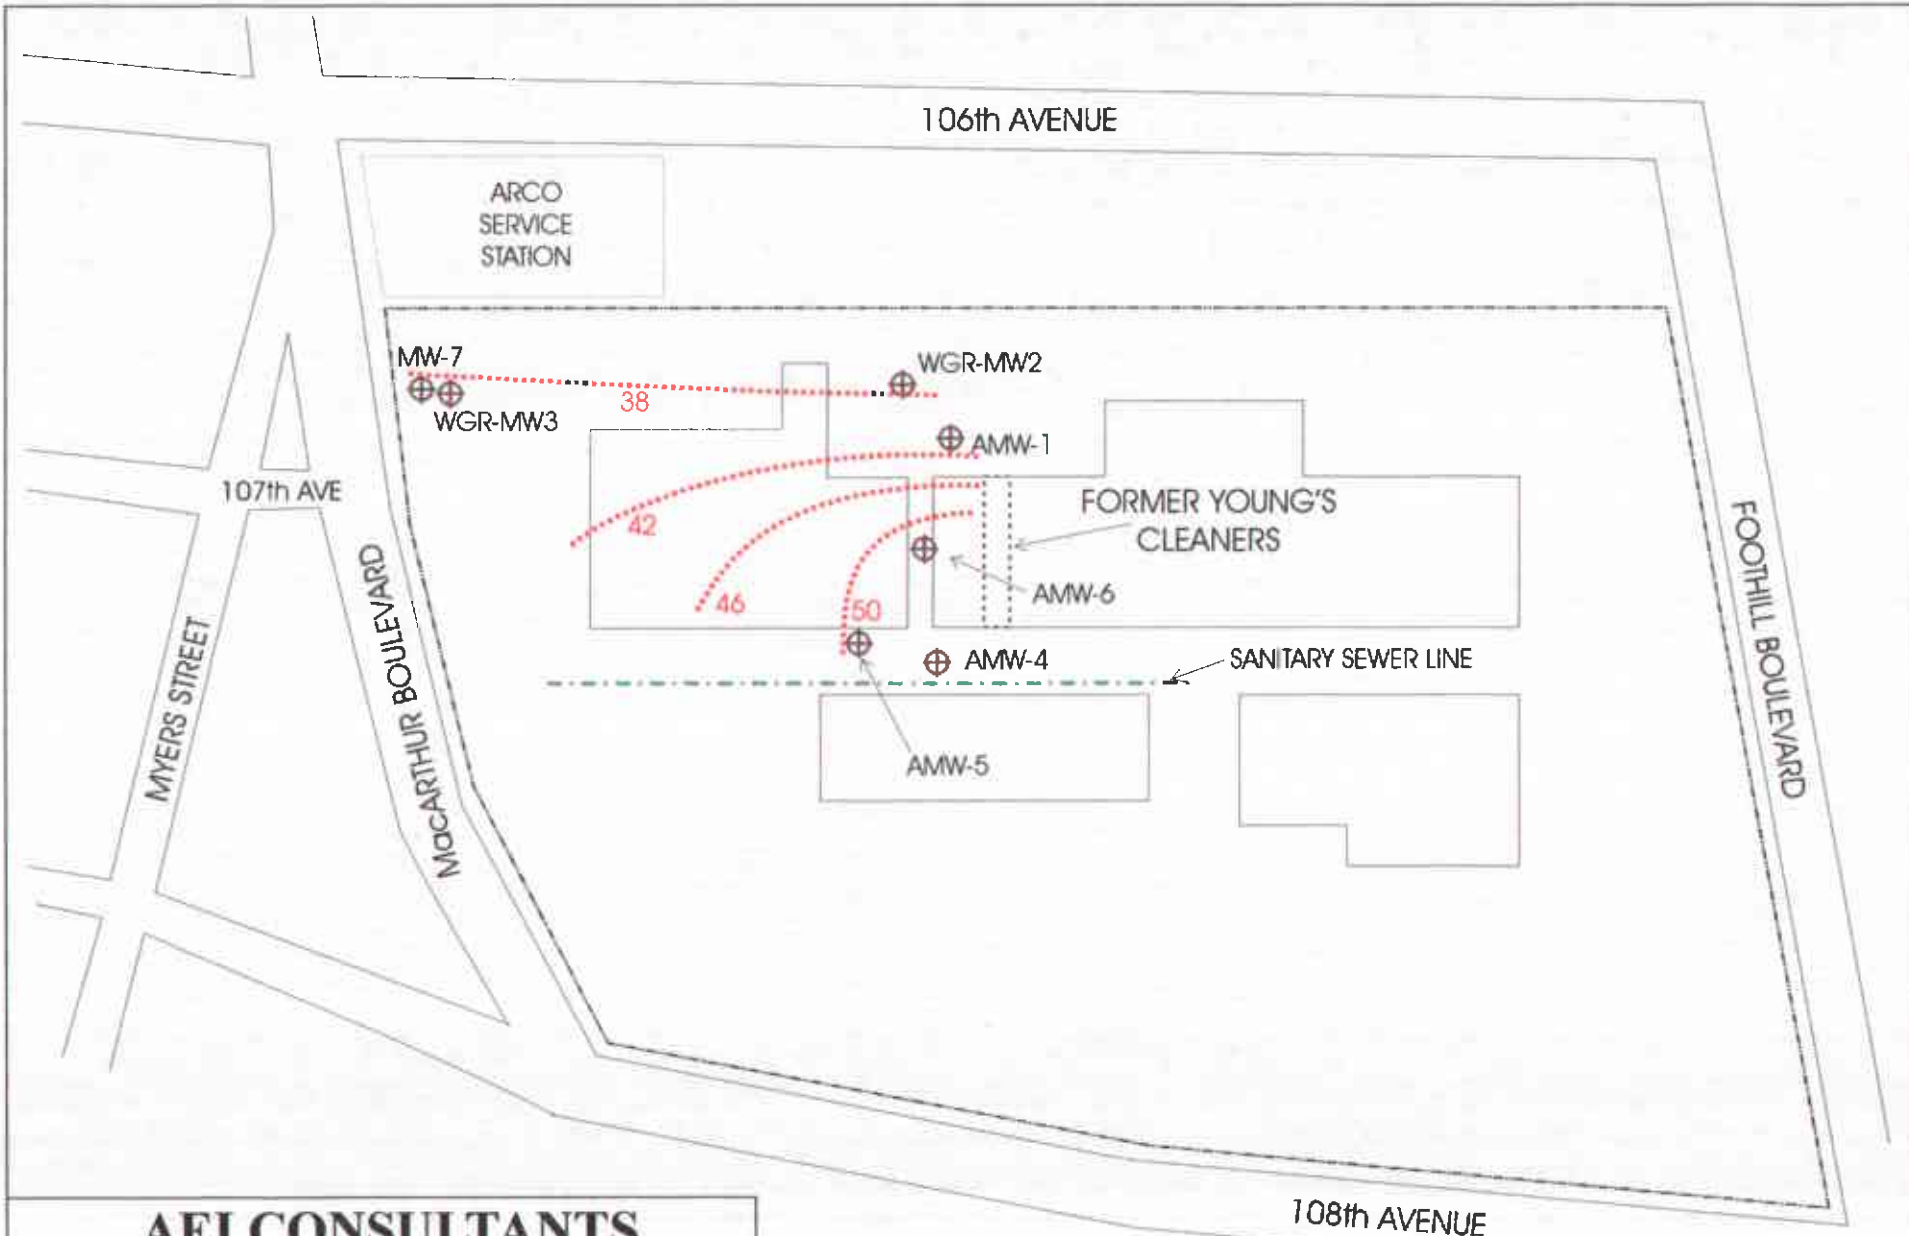 106th AVENUE
ARCO
SERVICE
STATION
MW-7
WGR-MW2
38
WGR-MW3
AMW-1
107th AVE
42
FORMER YOUNG'S
CLEANERS
FOOTHILL BOULEVARD
MacARTHUR BOULEVARD
46
50
AMW-6
MYERS STREET
AMW-4
SANITARY SEWER LINE
AMW-5
108th AVENUE
AEI CONSULTANTS